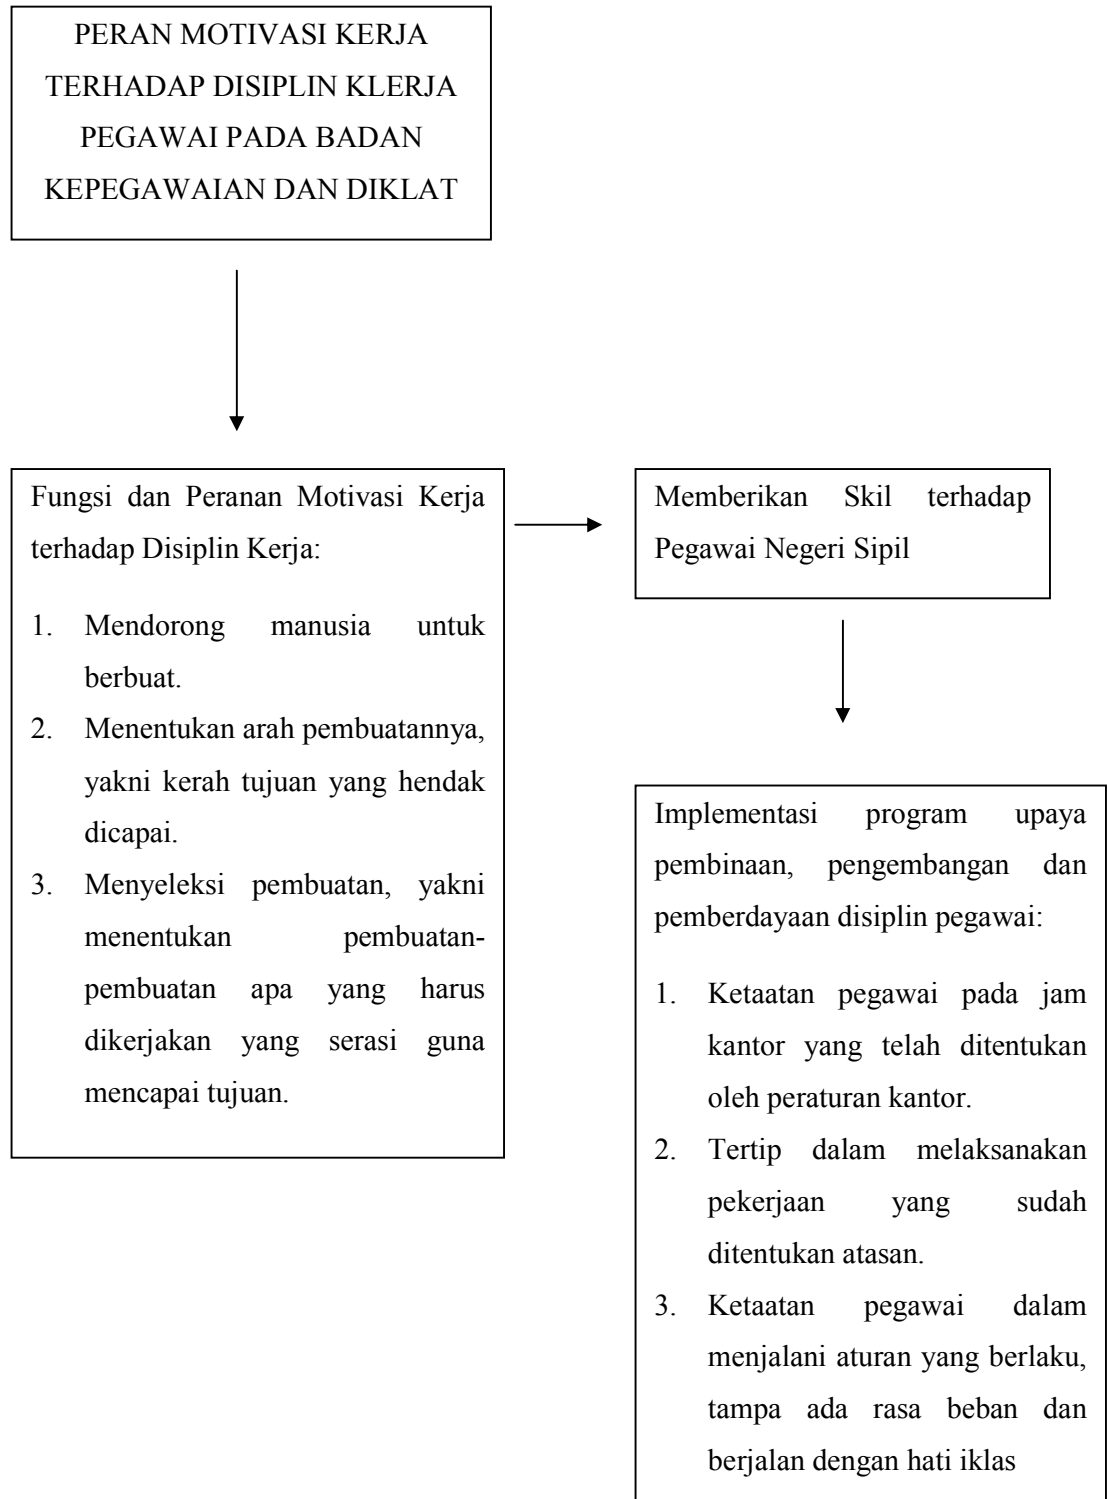 PERAN MOTIVASI KERJA
TERHADAP DISIPLIN KLERJA
PEGAWAI PADA BADAN
KEPEGAWAIAN DAN DIKLAT
Fungsi dan Peranan Motivasi Kerja
terhadap Disiplin Kerja:
1. Mendorong manusia untuk
berbuat.
2. Menentukan arah pembuatannya,
yakni kerah tujuan yang hendak
dicapai.
3. Menyeleksi pembuatan, yakni
menentukan pembuatan-
pembuatan apa yang harus
dikerjakan yang serasi guna
mencapai tujuan.
Memberikan Skil terhadap
Pegawai Negeri Sipil
Implementasi program upaya
pembinaan, pengembangan dan
pemberdayaan disiplin pegawai:
1. Ketaatan pegawai pada jam
kantor yang telah ditentukan
oleh peraturan kantor.
2. Tertip dalam melaksanakan
pekerjaan yang sudah
ditentukan atasan.
3. Ketaatan pegawai dalam
menjalani aturan yang berlaku,
tampa ada rasa beban dan
berjalan dengan hati iklas